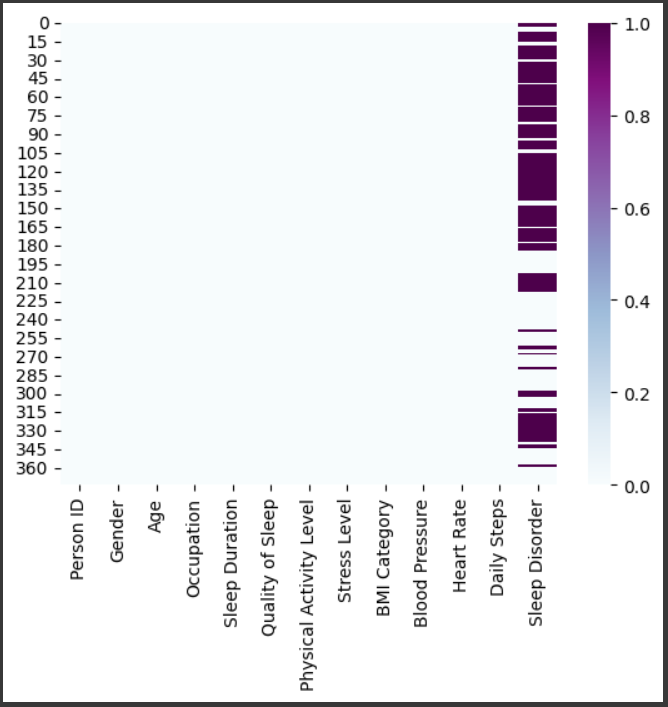 0
15
30
45
60
75
90
105
120
135
150
165
180
195
210
225
240
255
270
285
300
315
330
345
360
1.0
0.8
0.6
0.4
0.2
0.0
Person ID
Gender
Age
Occupation
Sleep Duration
Quality of Sleep
Physical Activity Level
Stress Level
BMI Category
Blood Pressure
Heart Rate
Daily Steps
Sleep Disorder